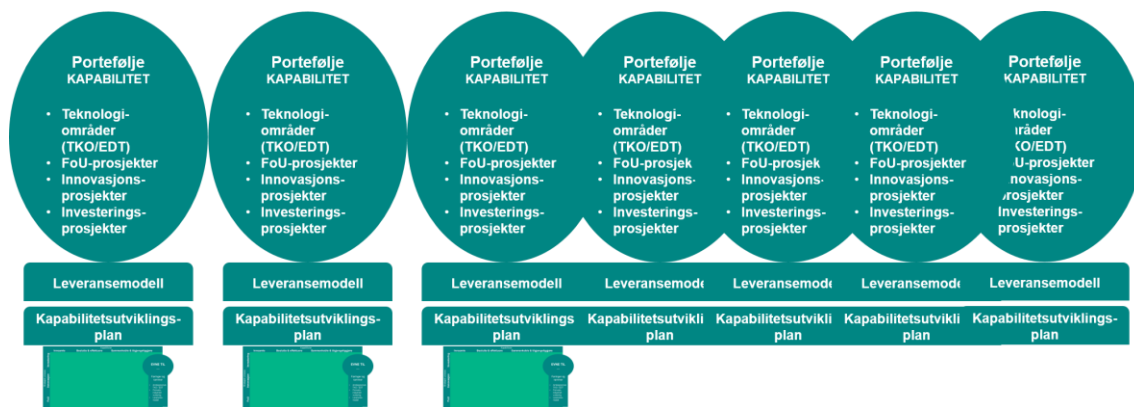 Portefølje
KAPABILITET
• Teknologi-
områder
(TKO/EDT)
• FoU-prosjekter
• Innovasjons-
prosjekter
• Investerings-
prosjekter
Leveransemodell
Kapabilitetsutviklings-
plan
Portefølje
KAPABILITET
• Teknologi-
områder
(TKO/EDT)
• FoU-prosjekter
• Innovasjons-
prosjekter
• Investerings-
prosjekter
Leveransemodell
Kapabilitetsutviklings-
plan
Portefølje
KAPABILITET
• Teknologi-
områder
(TKO/EDT)
• FoU-prosjekter
• Innovasjons-
prosjekter
• Investerings-
prosjekter
Leveransemodell
Kapabilitetsutviklings
plan
Portefølje
KAPABILITET
• Teknologi-
områder
(TKO/EDT)
• FoU-prosjek
• Innovasjons-
prosjekter
• Investerings-
prosjekter
Leveransemode
Kapabilitetsutvikli
plan
Portefølje
KAPABILITET
• Teknologi-
områder
(TKO/EDT)
• FoU-prosjek
• Innovasjons-
prosjekter
• Investerings-
prosjekter
Leveransemode
Kapabilitetsutvikli
plan
Portefølje
KAPABILITET
• Teknologi-
områder
(TKO/EDT)
• FoU-prosjekter
• Innovasjons-
prosjekter
• Investerings-
prosjekter
Leveransemode
Kapabilitetsutvikli
plan
Portefølje
KAPABILITET
knologi-
råder
KO/EDT)
U-prosjekter
novasjons-
prosjekter
Investerings-
prosjekter
Leveransemodell
Kapabilitetsutviklings-
plan